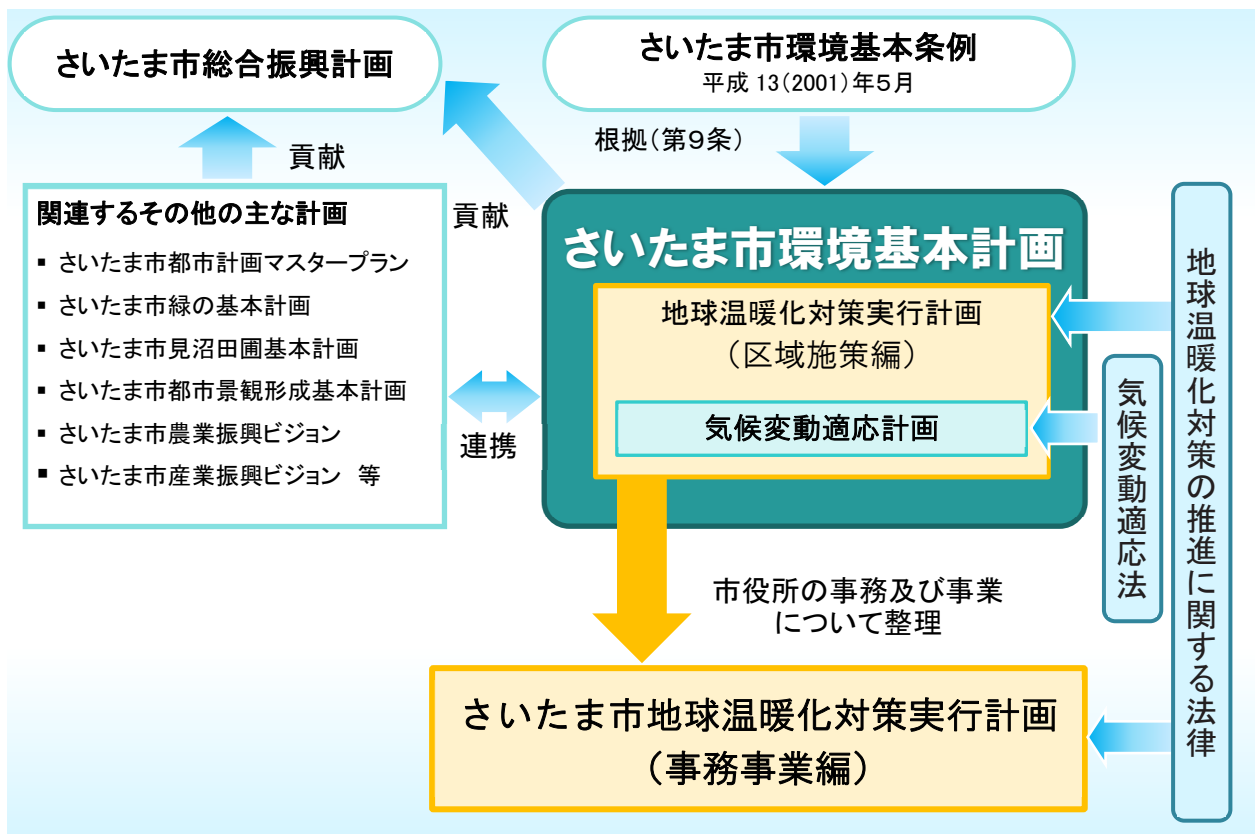 さいたま市総合振興計画
さいたま市環境基本条例
平成 13(2001)年5月
根拠(第9条)
貢献
貢献
関連するその他の主な計画
▪ さいたま市都市計画マスタープラン
▪ さいたま市緑の基本計画
▪ さいたま市見沼田圃基本計画
▪ さいたま市都市景観形成基本計画
▪ さいたま市農業振興ビジョン
▪ さいたま市産業振興ビジョン 等
連携
さいたま市環境基本計画
地球温暖化対策実行計画
(区域施策編)
気候変動適応計画
気候変動適応法
地球温暖化対策の推進に関する法律
市役所の事務及び事業
について整理
さいたま市地球温暖化対策実行計画
(事務事業編)